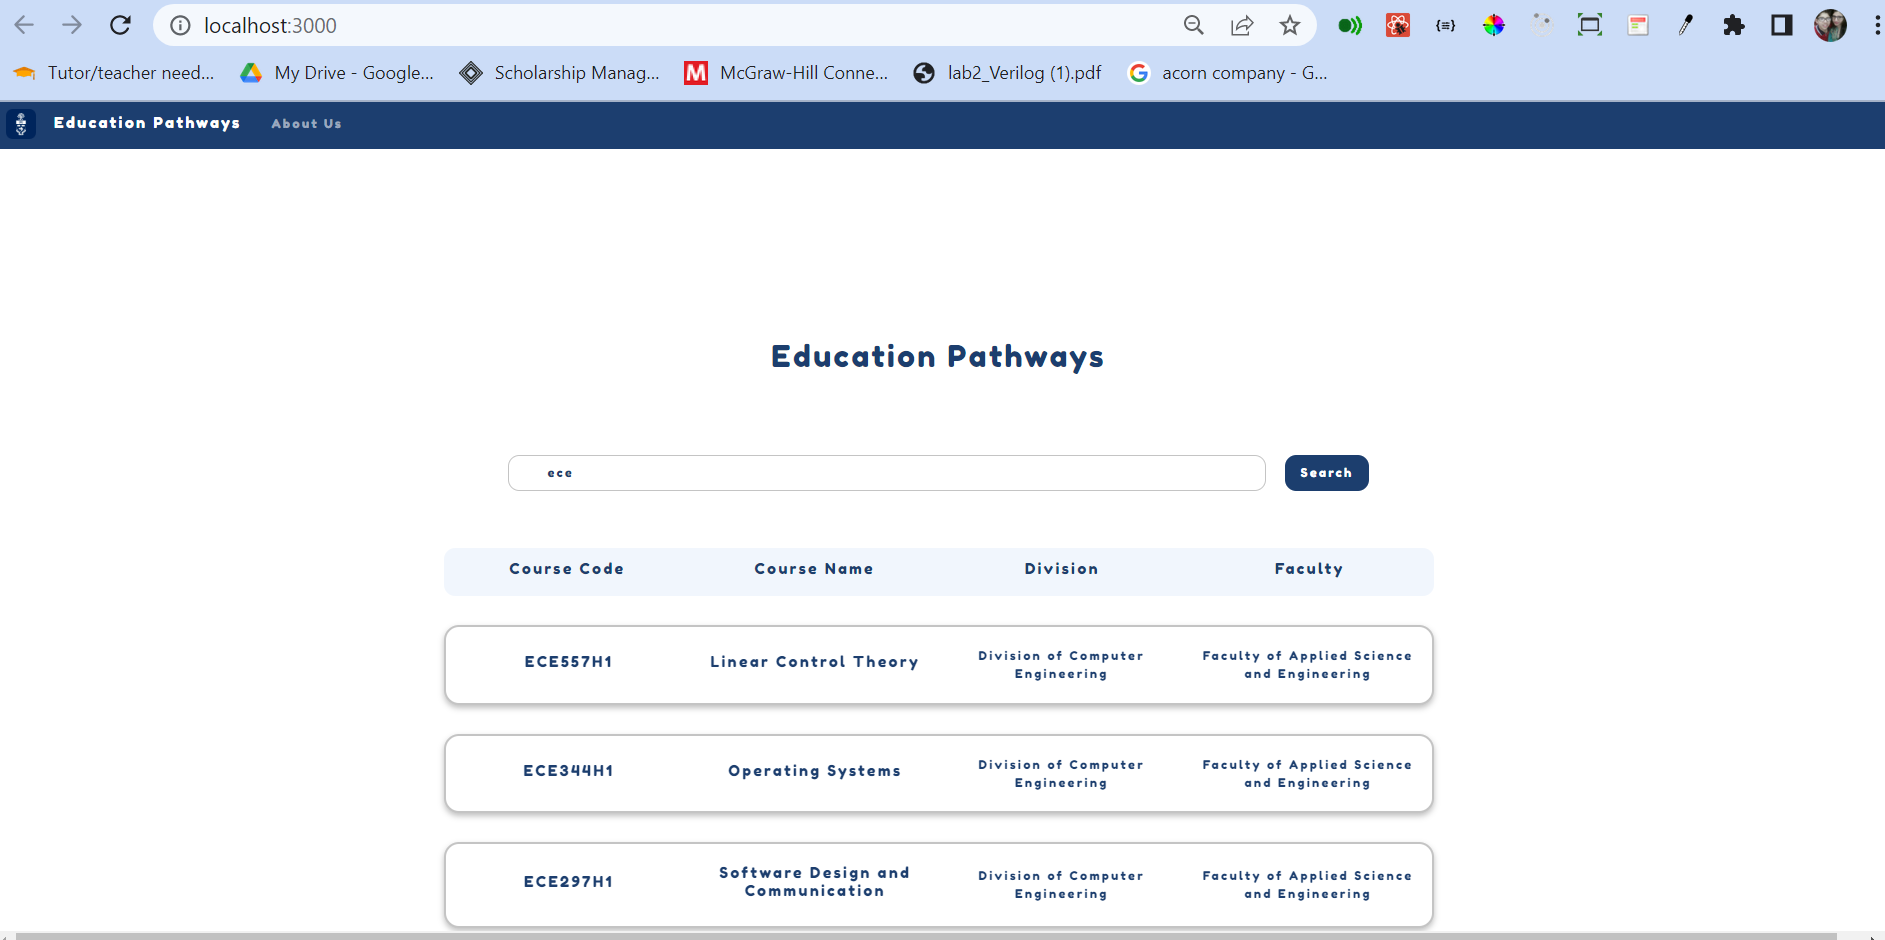 localhost:3000
Tutor/teacher need... My Drive - Google... Scholarship Manag... McGraw-Hill Conne... lab2_Verilog (1).pdf acorn company - G...
Education Pathways About Us
Education Pathways
ece Search
Course Code Course Name Division Faculty
ECE557H1 Linear Control Theory Division of Computer Engineering Faculty of Applied Science and Engineering
ECE344H1 Operating Systems Division of Computer Engineering Faculty of Applied Science and Engineering
ECE297H1 Software Design and Communication Division of Computer Engineering Faculty of Applied Science and Engineering